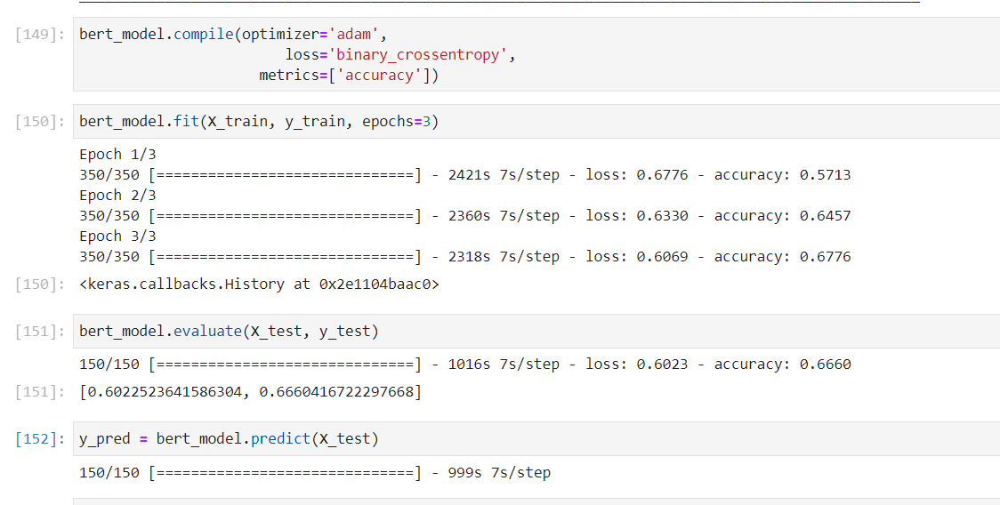 [149]: bert_model.compile(optimizer='adam',
loss='binary_crossentropy',
metrics=['accuracy'])
[150]: bert_model.fit(X_train, y_train, epochs=3)
Epoch 1/3
350/350 [==============================] - 2421s 7s/step - loss: 0.6776 - accuracy: 0.5713
Epoch 2/3
350/350 [==============================] - 2360s 7s/step - loss: 0.6330 - accuracy: 0.6457
Epoch 3/3
350/350 [==============================] - 2318s 7s/step - loss: 0.6069 - accuracy: 0.6776
[150]: <keras.callbacks.History at 0x2e1104baac0>
[151]: bert_model.evaluate(X_test, y_test)
150/150 [==============================] - 1016s 7s/step - loss: 0.6023 - accuracy: 0.6660
[151]: [0.6022523641586304, 0.6660416722297668]
[152]: y_pred = bert_model.predict(X_test)
150/150 [==============================] - 999s 7s/step